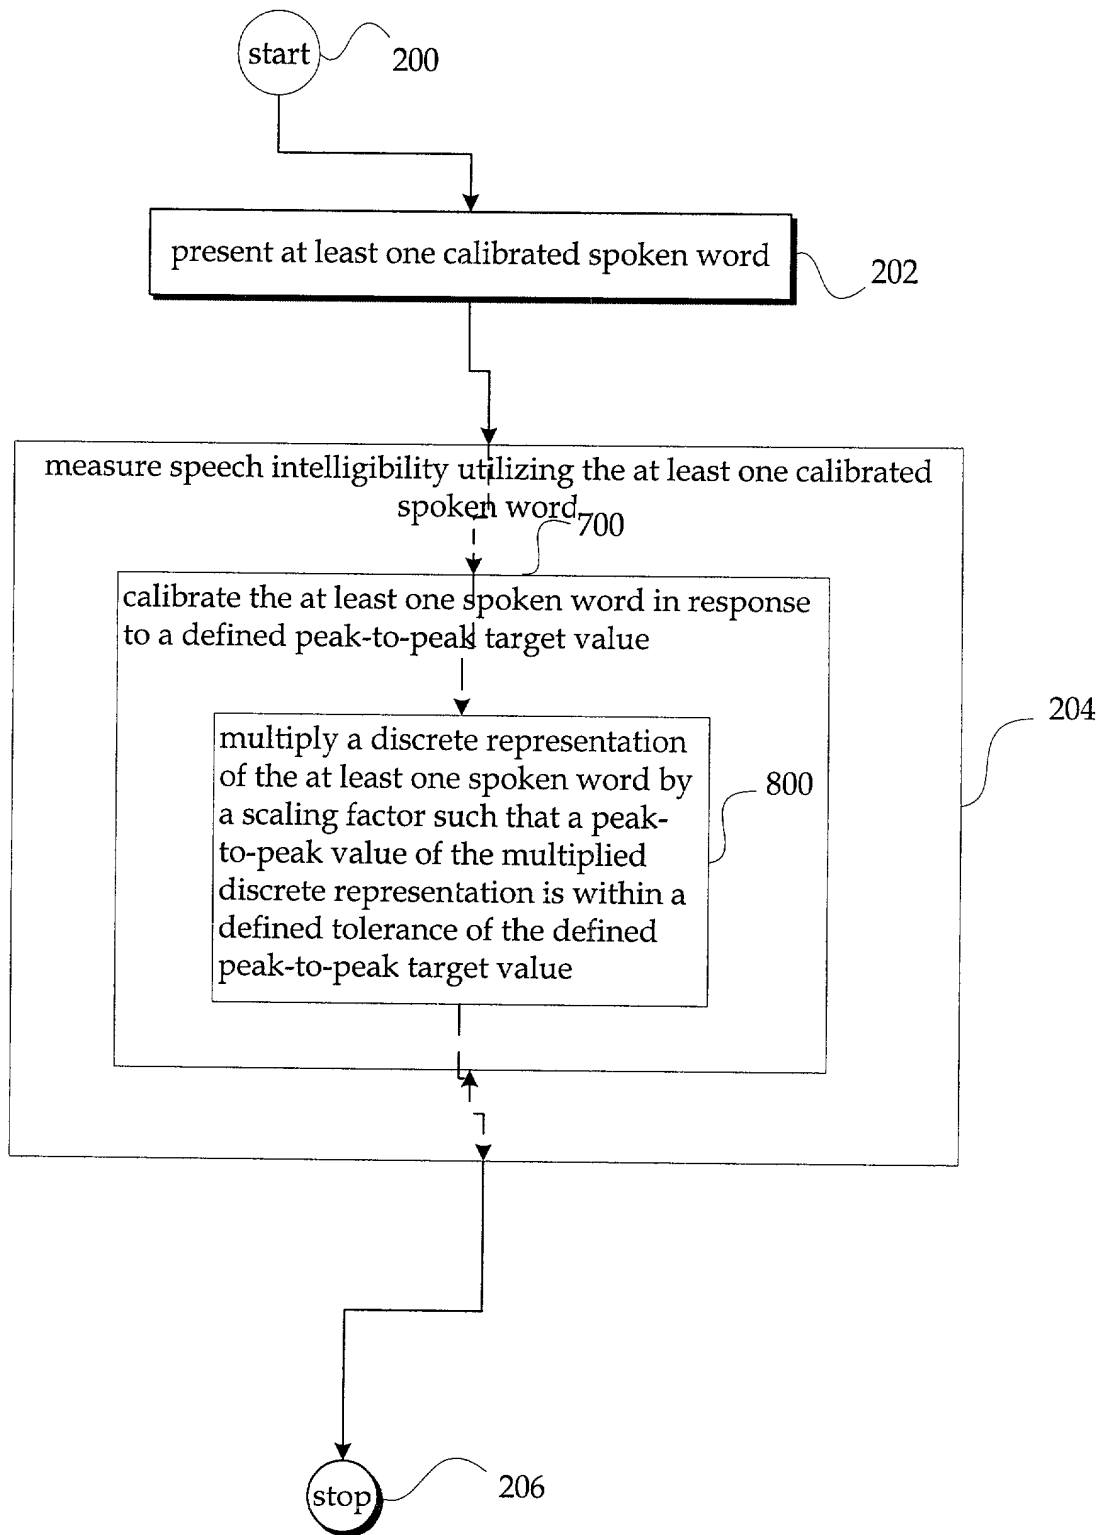 start
200
present at least one calibrated spoken word
202
measure speech intelligibility utilizing the at least one calibrated
spoken word
700
calibrate the at least one spoken word in response
to a defined peak-to-peak target value
204
multiply a discrete representation
of the at least one spoken word by
a scaling factor such that a peak-
to-peak value of the multiplied
discrete representation is within a
defined tolerance of the defined
peak-to-peak target value
800
stop
206